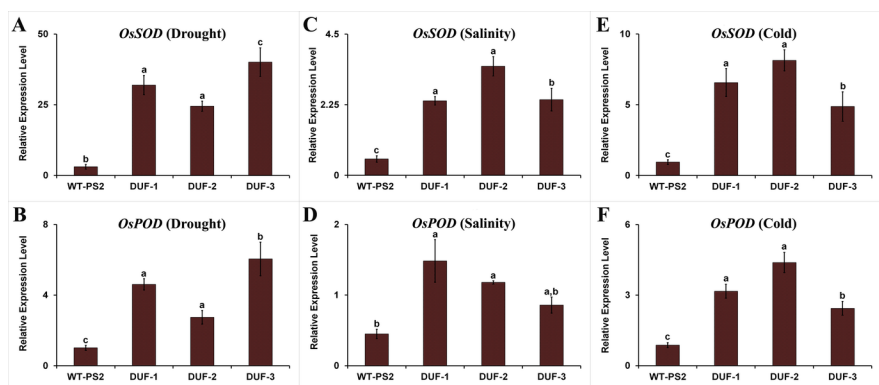 A
OsSOD (Drought)
Relative Expression Level
50
25
0
b
a
a
c
WT-PS2 DUF-1 DUF-2 DUF-3
C
OsSOD (Salinity)
Relative Expression Level
4.5
2.25
0
c
a
a
b
WT-PS2 DUF-1 DUF-2 DUF-3
E
OsSOD (Cold)
Relative Expression Level
10
5
0
c
a
a
b
WT-PS2 DUF-1 DUF-2 DUF-3
B
OsPOD (Drought)
Relative Expression Level
8
4
0
c
a
a
b
WT-PS2 DUF-1 DUF-2 DUF-3
D
OsPOD (Salinity)
Relative Expression Level
2
1
0
b
a
a
a,b
WT-PS2 DUF-1 DUF-2 DUF-3
F
OsPOD (Cold)
Relative Expression Level
6
3
0
c
a
a
b
WT-PS2 DUF-1 DUF-2 DUF-3